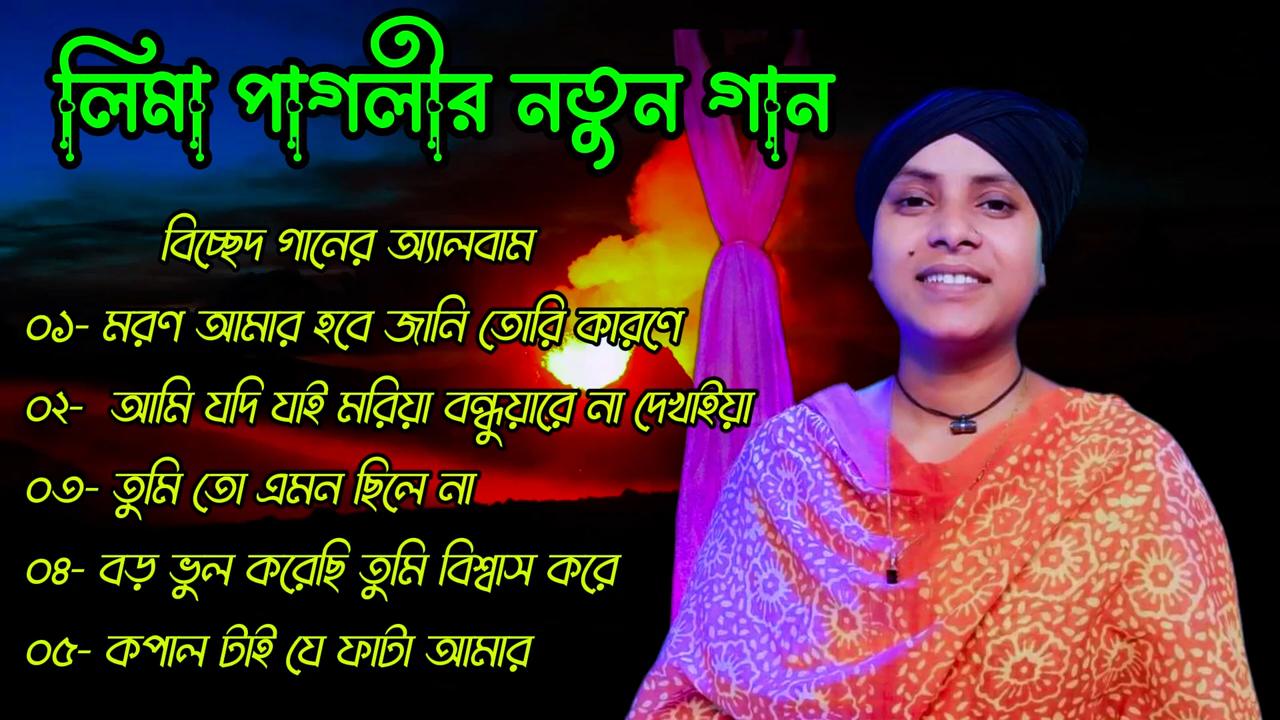 লিমা পাগলীর নতুন গান
বিচ্ছেদ গানের অ্যালবাম
০১- মরণ আমার হবে জানি তোরি কারণে
০২- আমি যদি যাই মরিয়া বন্ধুয়ারে না দেখাইয়া
০৩- তুমি তো এমন ছিলে না
০৪- বড় ভুল করেছি তুমি বিশ্বাস করে
০৫- কপাল টাই যে ফাটা আমার